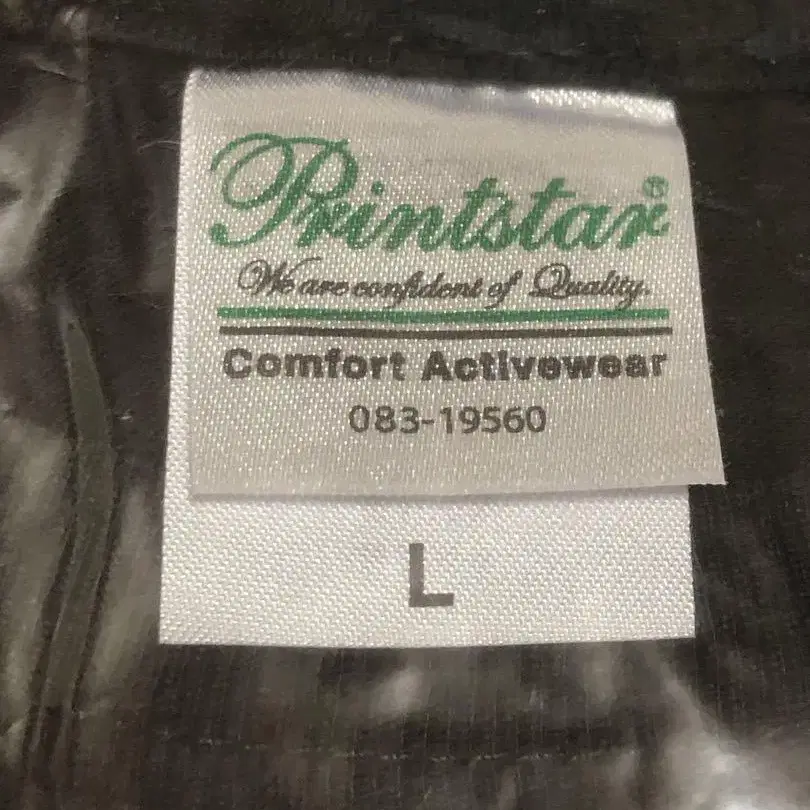 Printstar®
We are confident of Quality.
Comfort Activewear
083-19560
L